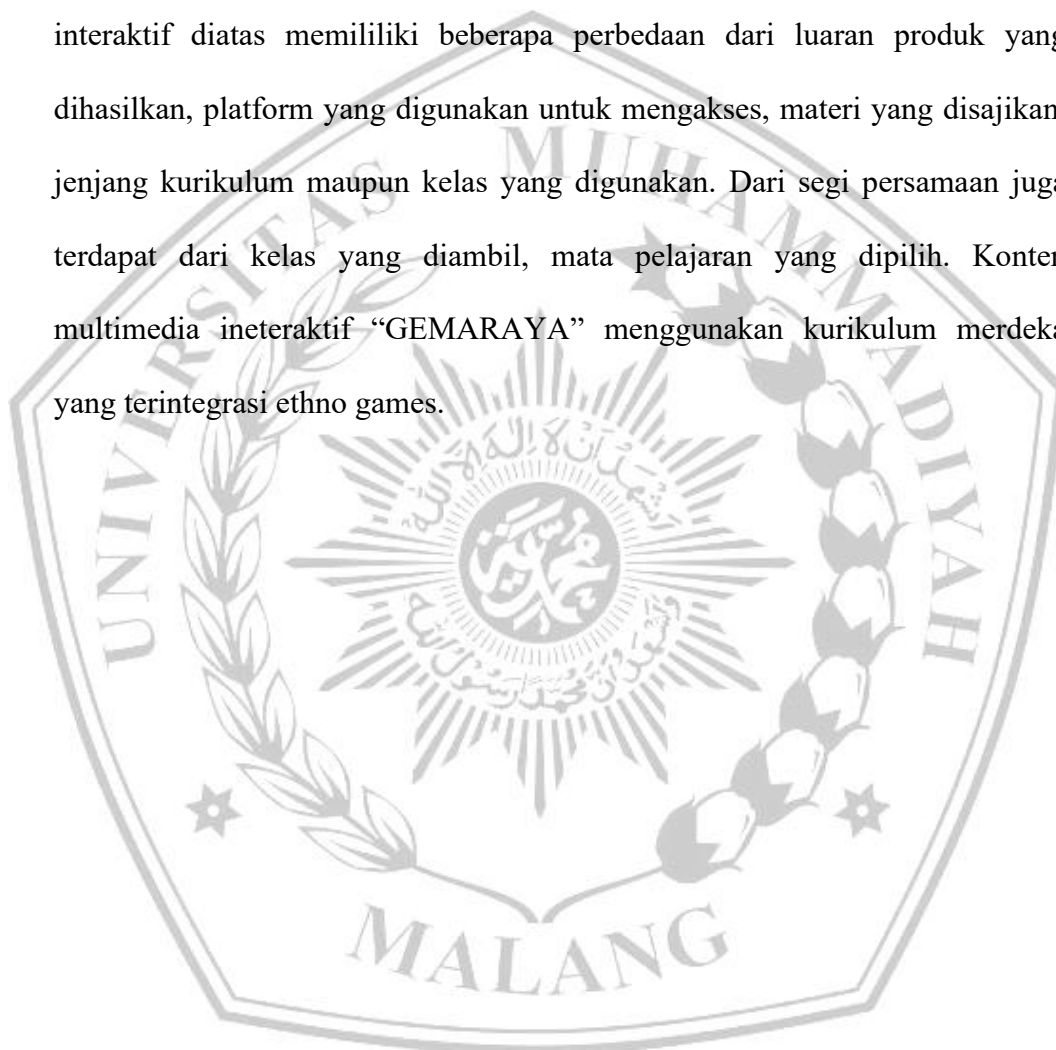 interaktif diatas memililiki beberapa perbedaan dari luaran produk yang
dihasilkan, platform yang digunakan untuk mengakses, materi yang disajikan
jenjang kurikulum maupun kelas yang digunakan. Dari segi persamaan juga
terdapat dari kelas yang diambil, mata pelajaran yang dipilih. Konten
multimedia ineteraktif “GEMARAYA” menggunakan kurikulum merdeka
yang terintegrasi ethno games.
UNIVERSITAS MUHAMMADIYAH
MALANG